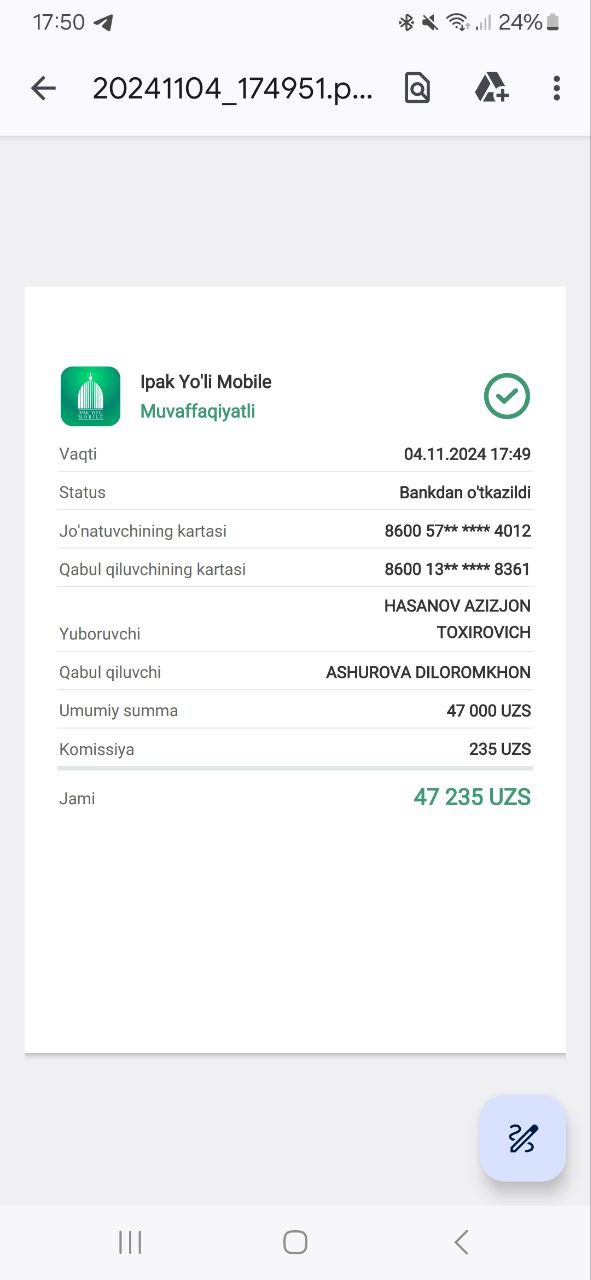 17:50 24%
20241104_174951.p...
Ipak Yo'li Mobile
Muvaffaqiyatli
IPAK YO'LI
MOBILE
Vaqti 04.11.2024 17:49
Status Bankdan o'tkazildi
Jo'natuvchining kartasi 8600 57** **** 4012
Qabul qiluvchining kartasi 8600 13** **** 8361
HASANOV AZIZJON
Yuboruvchi TOXIROVICH
Qabul qiluvchi ASHUROVA DILOROMKHON
Umumiy summa 47 000 UZS
Komissiya 235 UZS
Jami 47 235 UZS